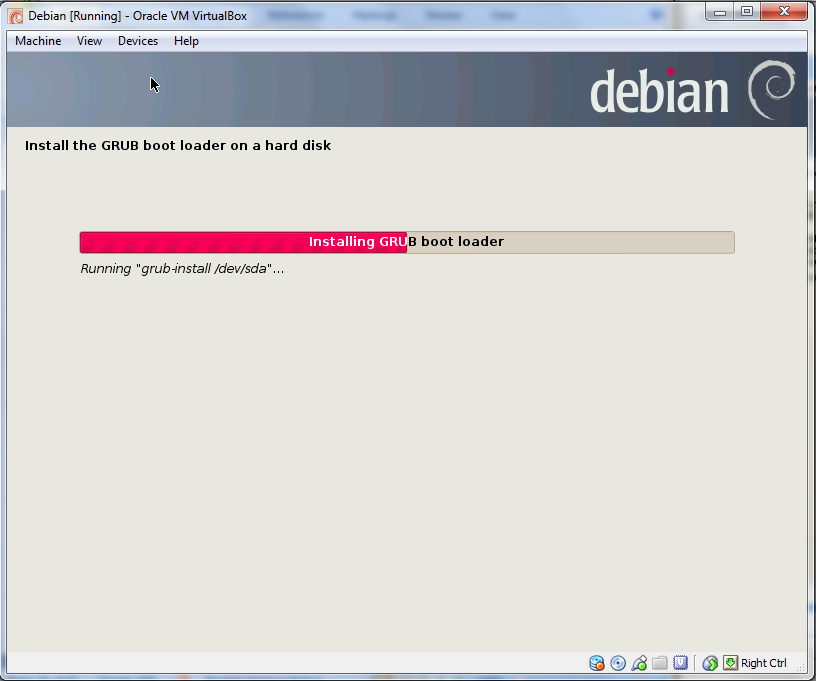 Debian [Running] - Oracle VM VirtualBox
Machine View Devices Help
debian
Install the GRUB boot loader on a hard disk
Installing GRUB boot loader
Running "grub-install /dev/sda"...
Right Ctrl